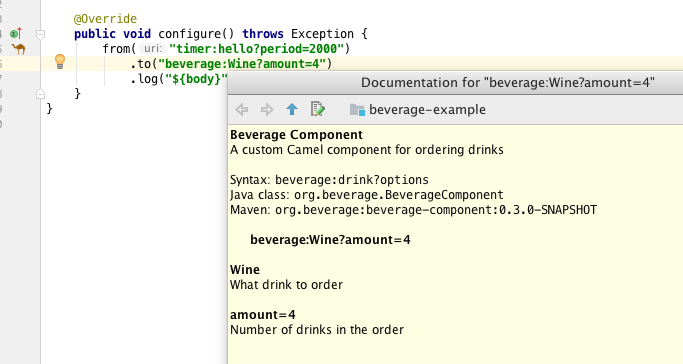 @Override
public void configure() throws Exception {
from( uri: "timer:hello?period=2000")
.to("beverage:Wine?amount=4")
.log("${body}"
}
}
Documentation for "beverage:Wine?amount=4"
beverage-example
Beverage Component
A custom Camel component for ordering drinks
Syntax: beverage:drink?options
Java class: org.beverage.BeverageComponent
Maven: org.beverage:beverage-component:0.3.0-SNAPSHOT
beverage:Wine?amount=4
Wine
What drink to order
amount=4
Number of drinks in the order